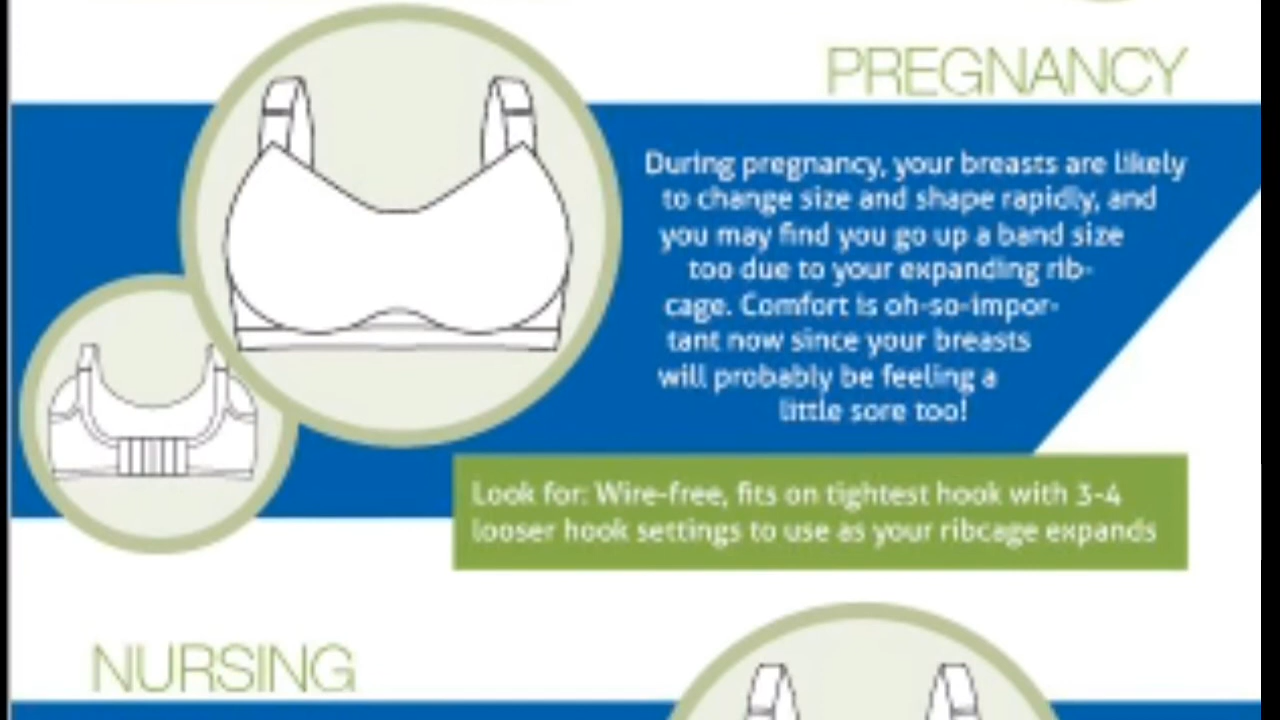 PREGNANCY
During pregnancy, your breasts are likely
to change size and shape rapidly, and
you may find you go up a band size
too due to your expanding rib-
cage. Comfort is oh-so-impor-
tant now since your breasts
will probably be feeling a
little sore too!
Look for: Wire-free, fits on tightest hook with 3-4
looser hook settings to use as your ribcage expands
NURSING